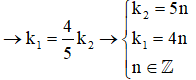 → k₁ = 4/5 k₂ → { k₂ = 5n
k₁ = 4n
n ∈ ℤ